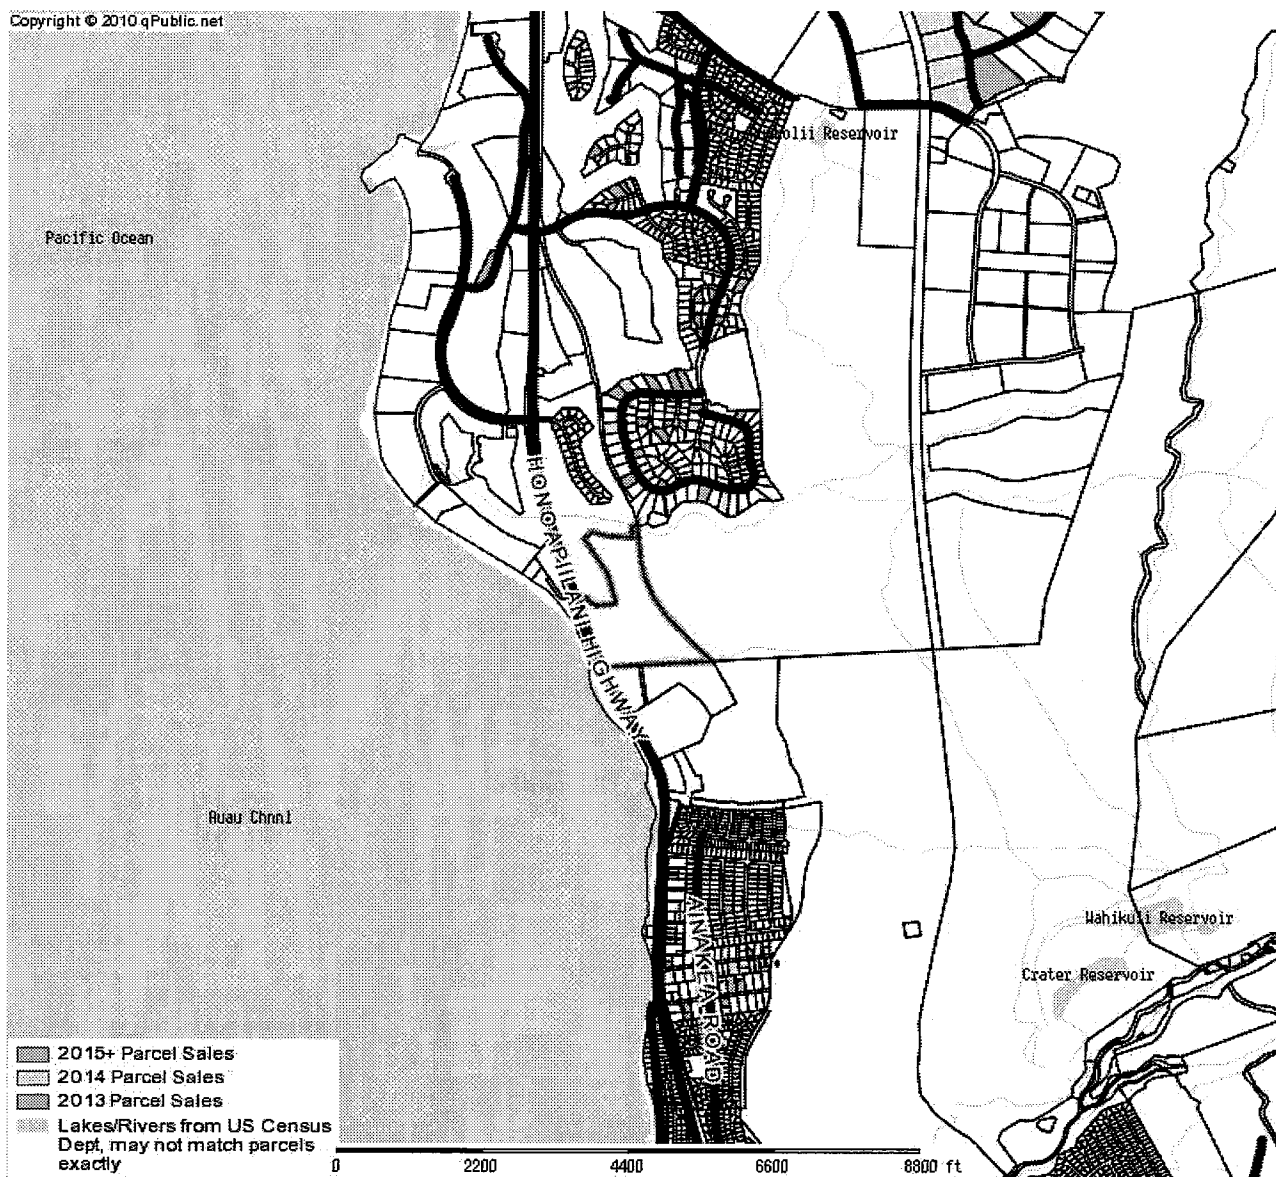 Copyright © 2010 qPublic.net
olii Reservoir
Pacific Ocean
HONOAPIILANI HIGHWAY
Auau Chnnl
AINAKEA ROAD
Wahikuli Reservoir
Crater Reservoir
2015+ Parcel Sales
2014 Parcel Sales
2013 Parcel Sales
Lakes/Rivers from US Census
Dept, may not match parcels
exactly
0 2200 4400 6600 8800 ft